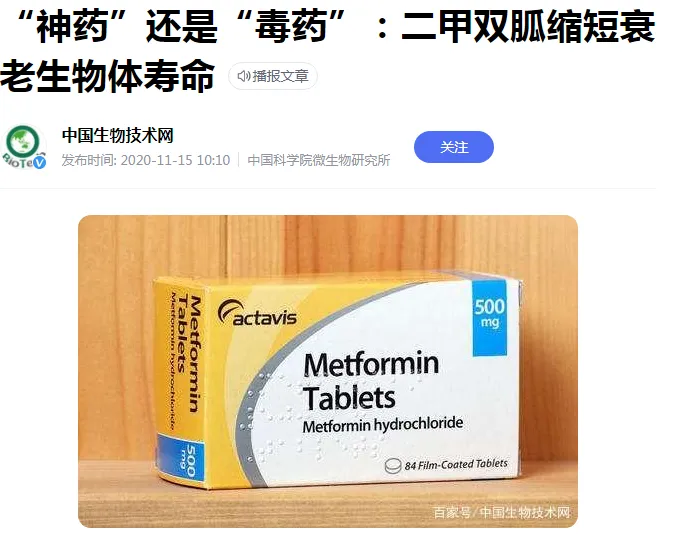 “神药”还是“毒药”：二甲双胍缩短衰
老生物体寿命 播报文章
中国生物技术网
发布时间: 2020-11-15 10:10 中国科学院微生物研究所
关注
BioTech
actavis
500
mg
Metformin
Tablets
Metformin hydrochloride
84 Film-Coated Tablets
Metformin
Tablets
Metformin hydrochloride
500
mg
百家号/中国生物技术网